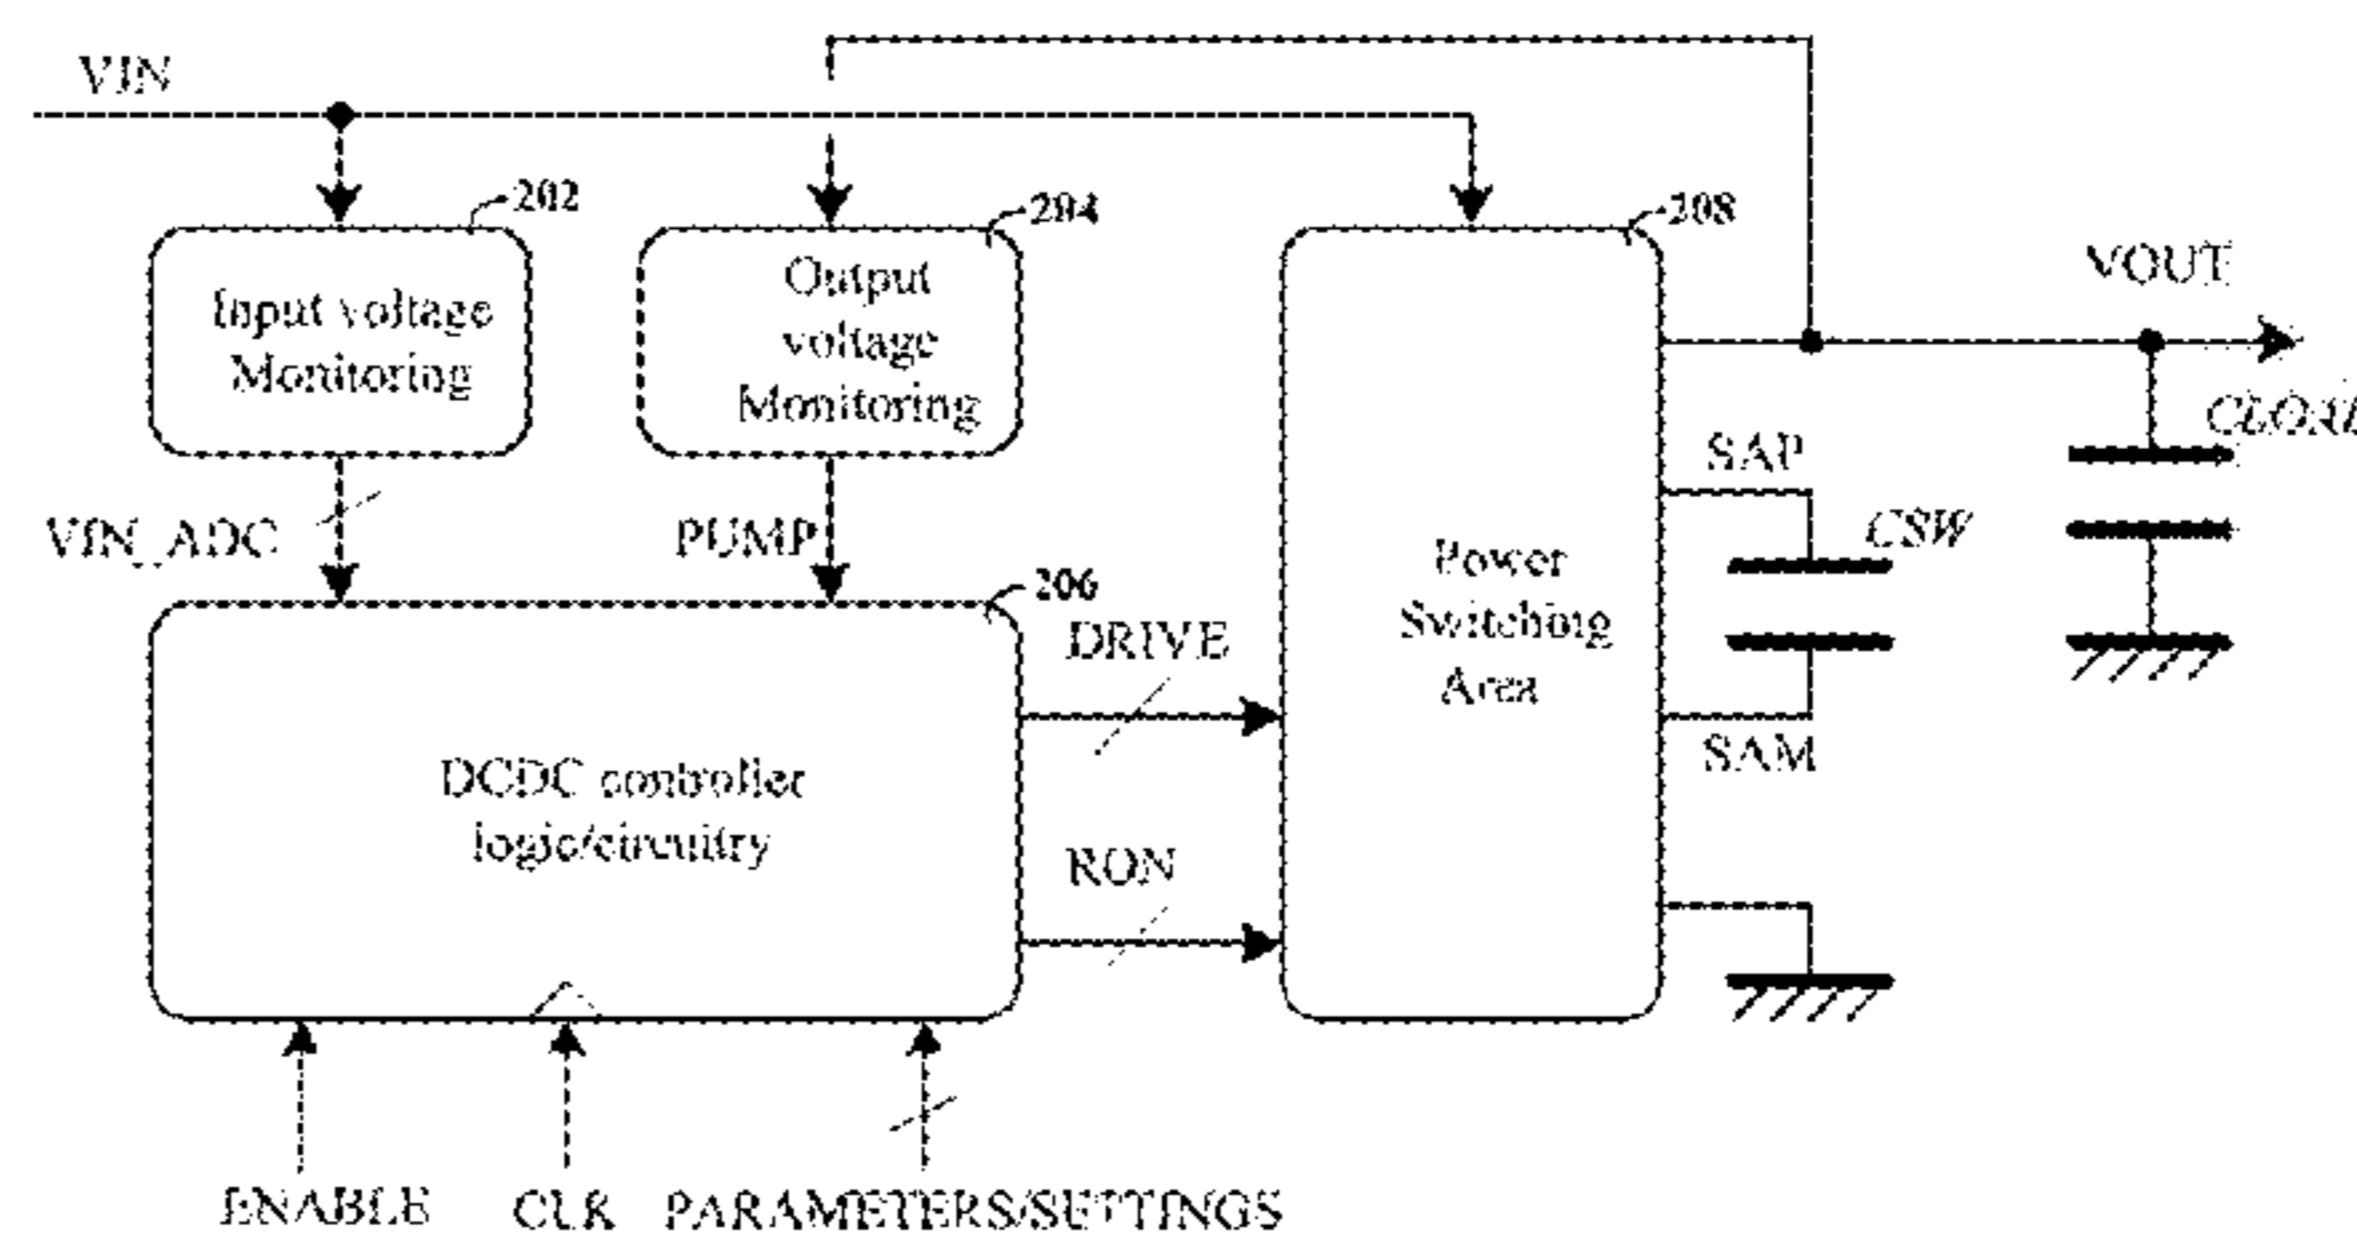 VIN
202
204
208
Input voltage
Monitoring
Output
voltage
Monitoring
VOUT
SAP
CSW
VIN_ADC
PUMP
206
DRIVE
Power
Switching
Area
SAM
DCDC controller
logic/circuitry
RON
ENABLE
CLK
PARAMETERS/SETTINGS